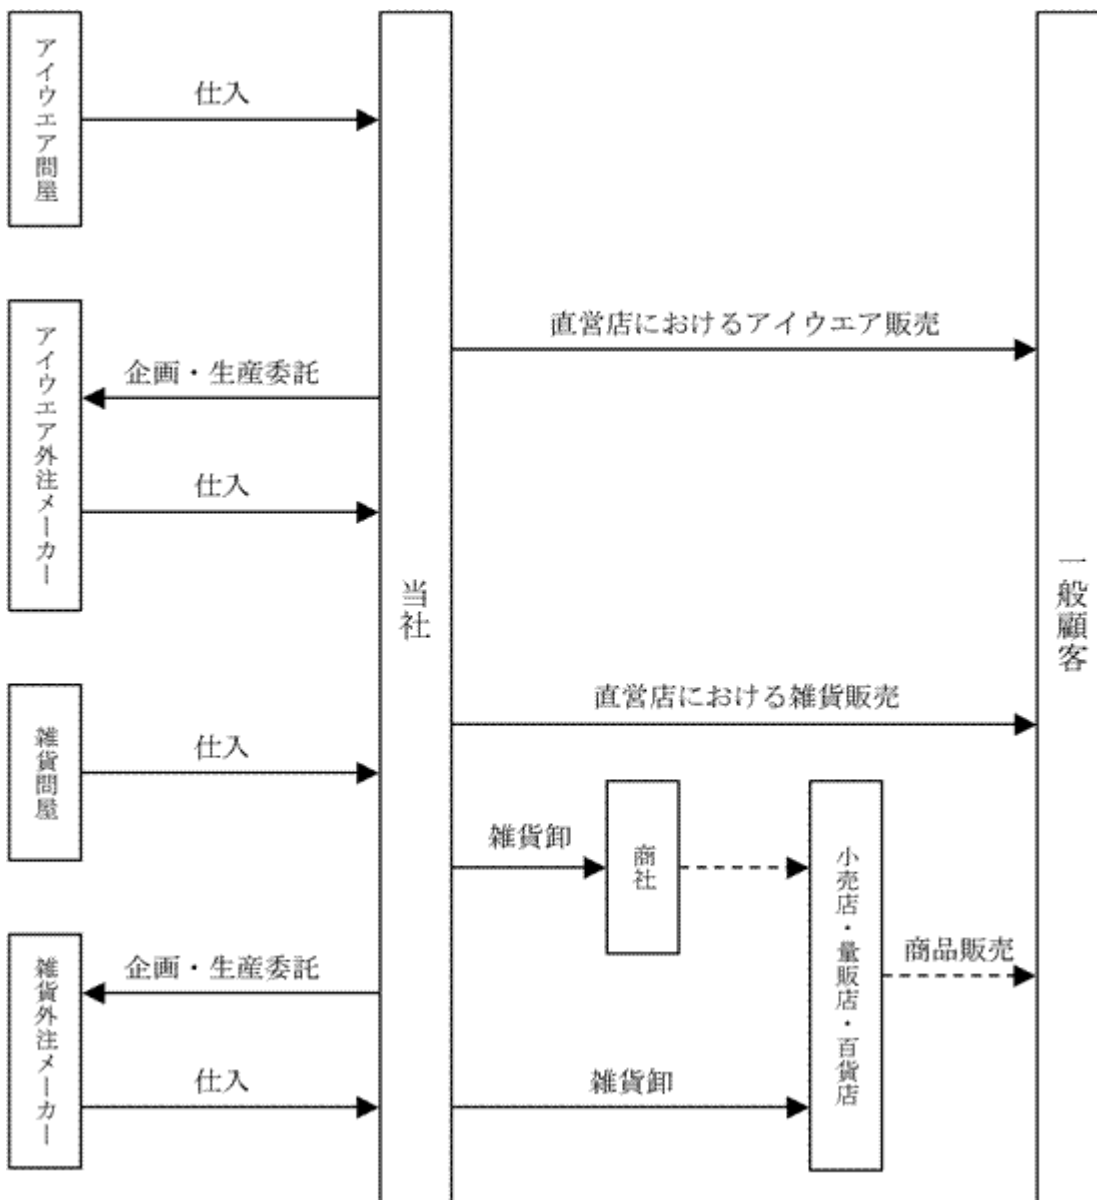 アイウエア問屋
仕入
アイウエア外注メーカー
企画・生産委託
仕入
雑貨問屋
仕入
雑貨外注メーカー
企画・生産委託
仕入
当社
直営店におけるアイウエア販売
直営店における雑貨販売
雑貨卸
商社
雑貨卸
小売店・量販店・百貨店
商品販売
一般顧客